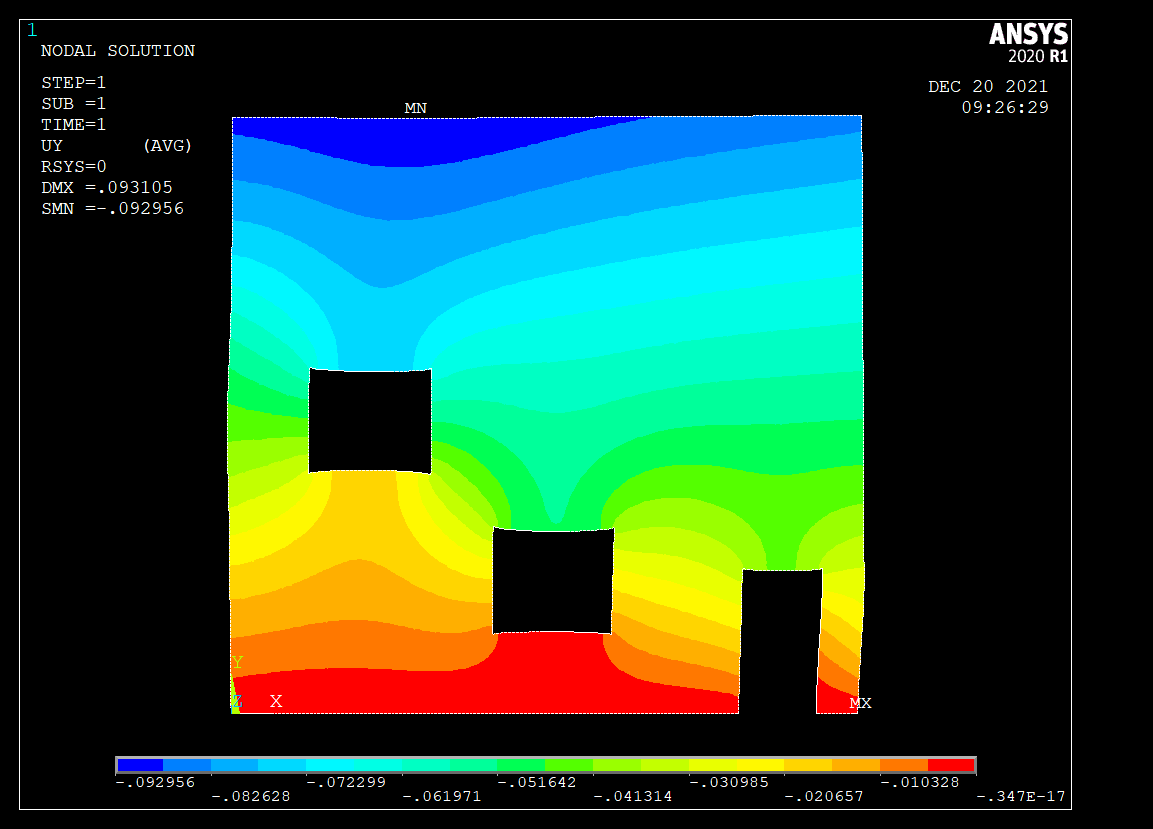 1
NODAL SOLUTION
STEP=1
SUB =1
TIME=1
UY (AVG)
RSYS=0
DMX =.093105
SMN =-.092956
ANSYS
2020 R1
DEC 20 2021
09:26:29
MN
Y
Z X
MX
-.092956 -.072299 -.051642 -.030985 -.010328
-.082628 -.061971 -.041314 -.020657 -.347E-17